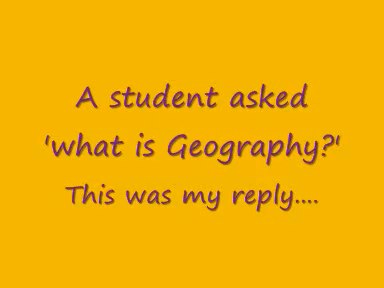 A student asked
'what is Geography?'
This was my reply....